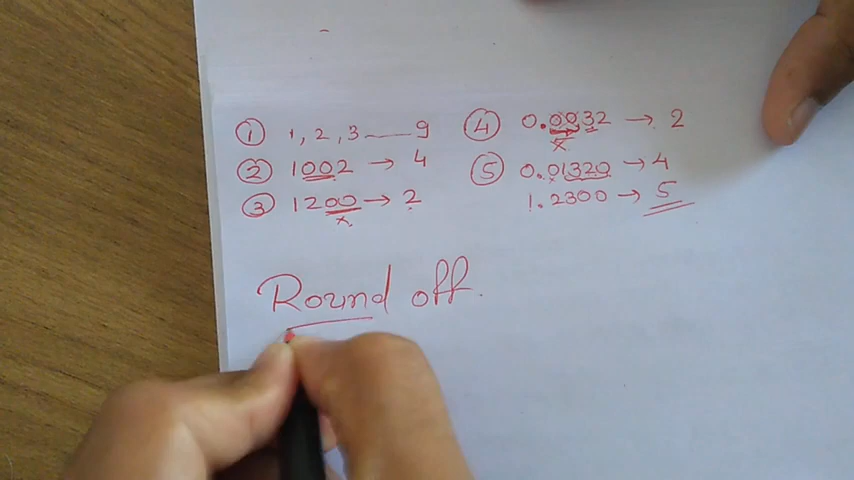 ① 1, 2, 3 —— 9
② 1002 → 4
③ 1200 → 2
x
④ 0.0032 → 2
x
⑤ 0.01320 → 4
1.2300 → 5
Round off.